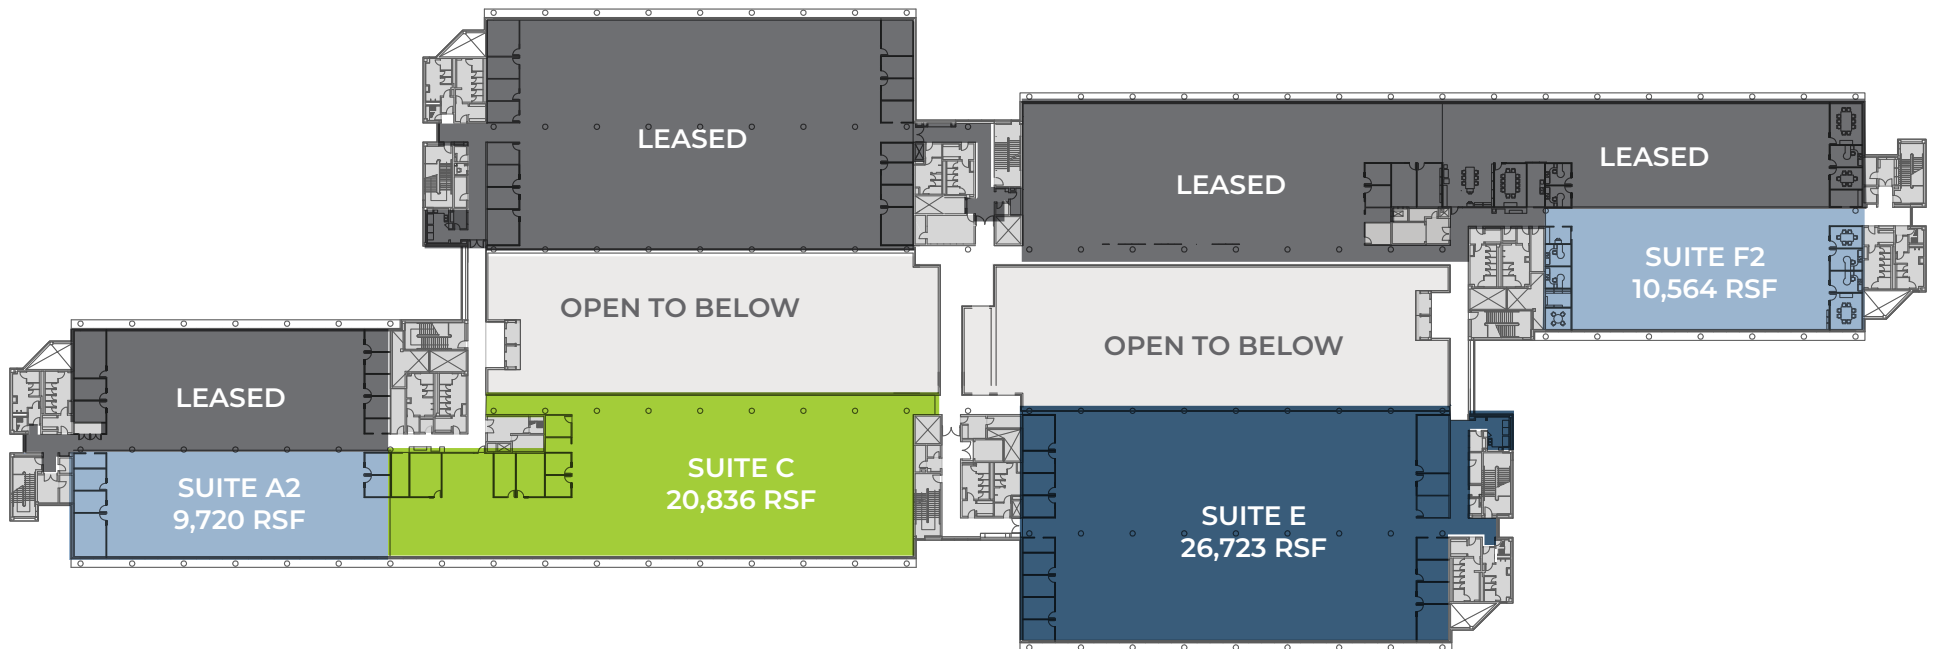 LEASED
LEASED
LEASED
SUITE F2
10,564 RSF
OPEN TO BELOW
OPEN TO BELOW
LEASED
SUITE A2
9,720 RSF
SUITE C
20,836 RSF
SUITE E
26,723 RSF